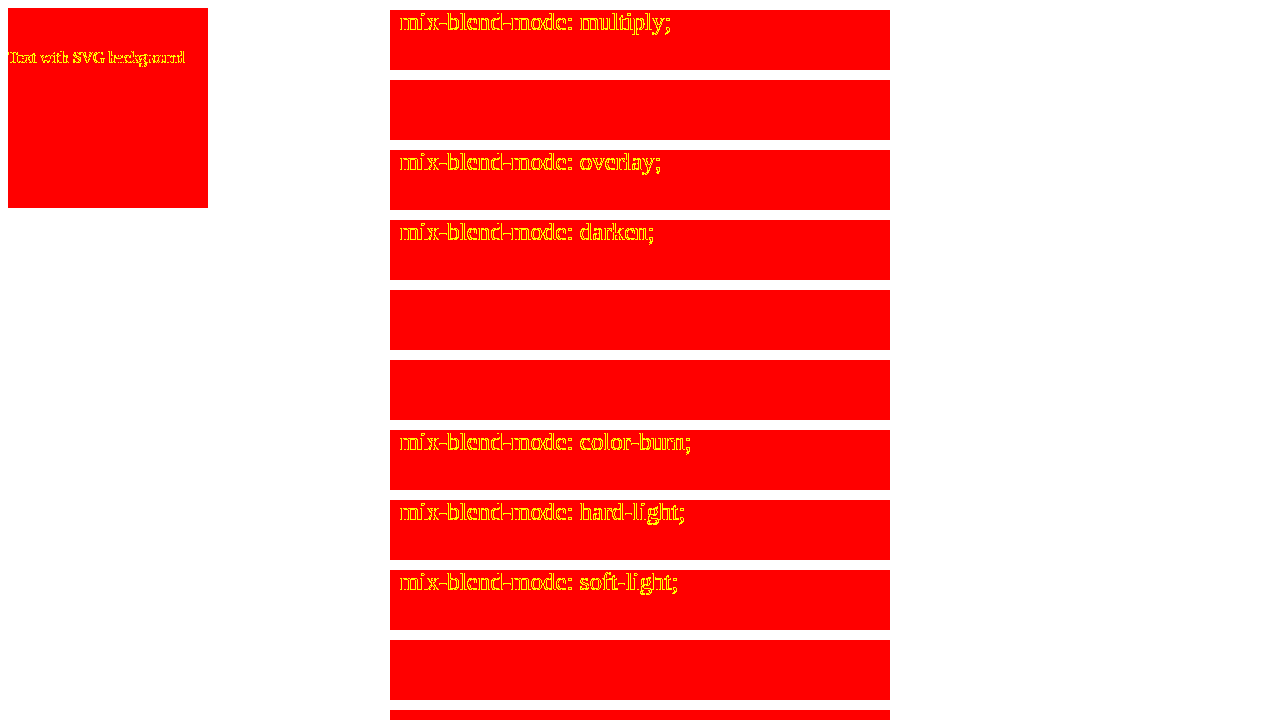 Text with SVG background
mix-blend-mode: multiply;
mix-blend-mode: overlay;
mix-blend-mode: darken;
mix-blend-mode: color-burn;
mix-blend-mode: hard-light;
mix-blend-mode: soft-light;